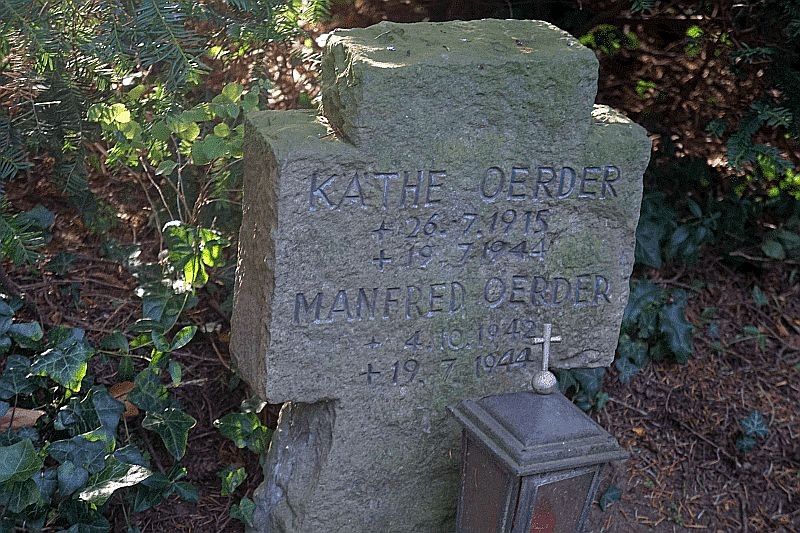 KATHE OERDER
+ 26. 7. 1915
+ 19. 7. 1944
MANFRED OERDER
+ 4. 10. 1942
+ 19. 7. 1944